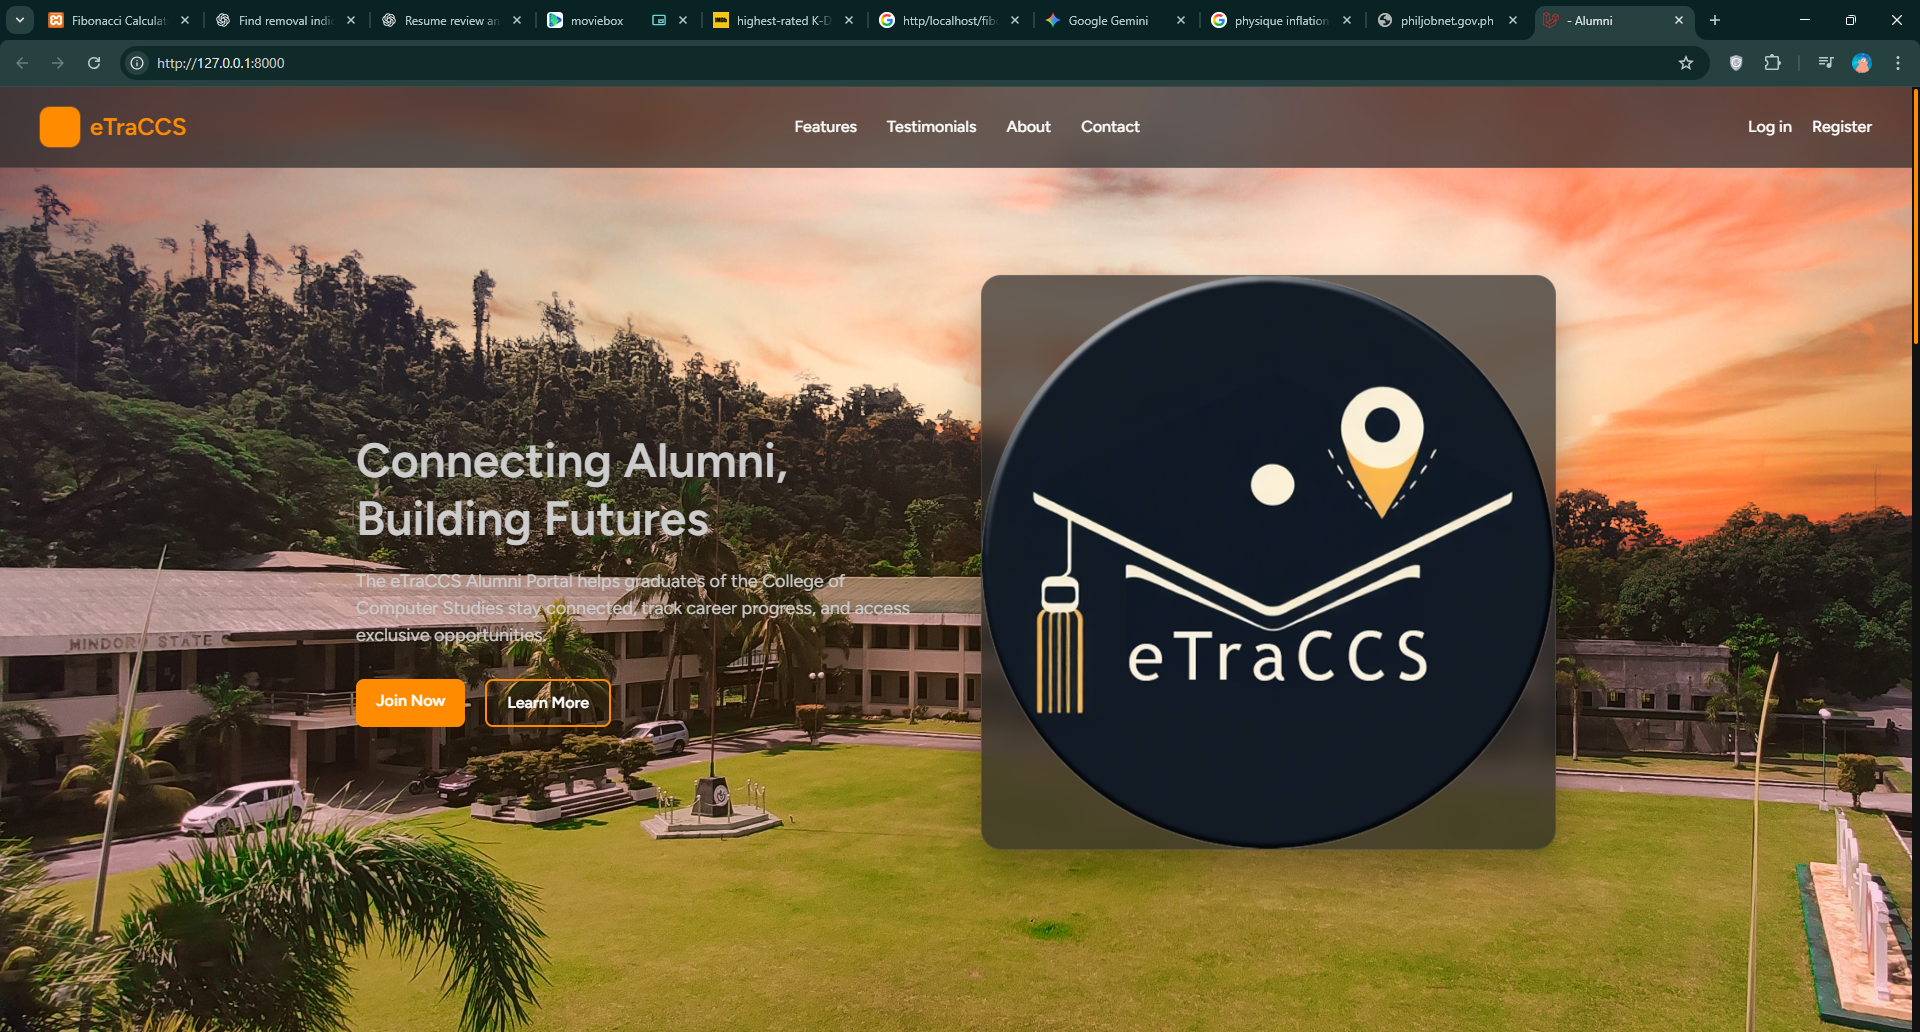 Fibonacci Calculat
Find removal indi
Resume review an
moviebox
highest-rated K-D
http/localhost/fib
Google Gemini
physique inflation
philjobnet.gov.ph
- Alumni
http://127.0.0.1:8000
eTraCCS
Features
Testimonials
About
Contact
Log in
Register
Connecting Alumni,
Building Futures
The eTraCCS Alumni Portal helps graduates of the College of
Computer Studies stay connected, track career progress, and access
exclusive opportunities.
MINDORO STATE
Join Now
Learn More
eTraCCS